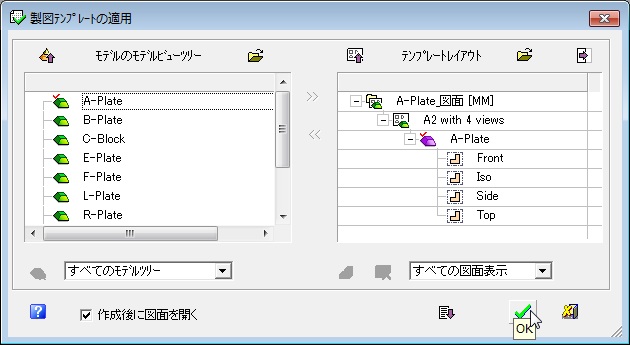 製図テンプレートの適用
モデルのモデルビューツリー
テンプレートレイアウト
A-Plate
B-Plate
C-Block
E-Plate
F-Plate
L-Plate
R-Plate
A-Plate_図面 [MM]
A2 with 4 views
A-Plate
Front
Iso
Side
Top
すべてのモデルツリー
すべての図面表示
作成後に図面を開く
OK